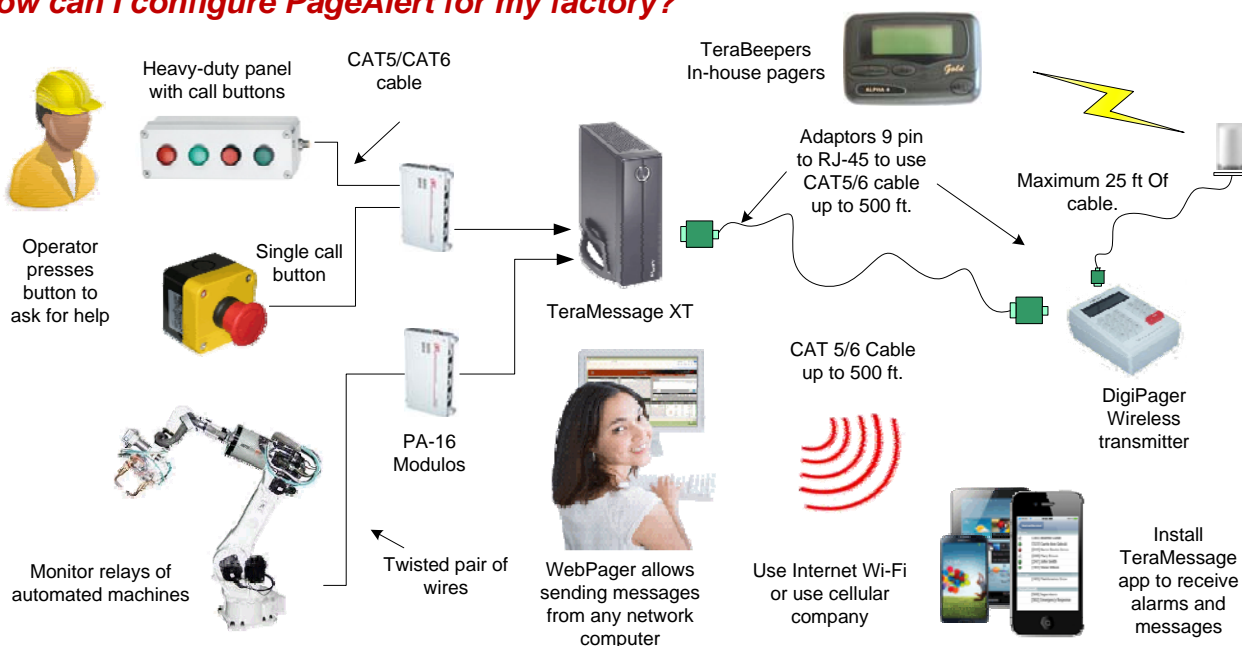 ow can I configure PageAlert for my factory?
Heavy-duty panel
with call buttons
CAT5/CAT6
cable
TeraBeepers
In-house pagers
Gold
ALPHA 4
Adaptors 9 pin
to RJ-45 to use
CAT5/6 cable
up to 500 ft.
Maximum 25 ft Of
cable.
Operator
presses
button to
ask for help
Single call
button
TeraMessage XT
CAT 5/6 Cable
up to 500 ft.
DigiPager
Wireless
transmitter
PA-16
Modulos
Monitor relays of
automated machines
Twisted pair of
wires
WebPager allows
sending messages
from any network
computer
Use Internet Wi-Fi
or use cellular
company
Install
TeraMessage
app to receive
alarms and
messages